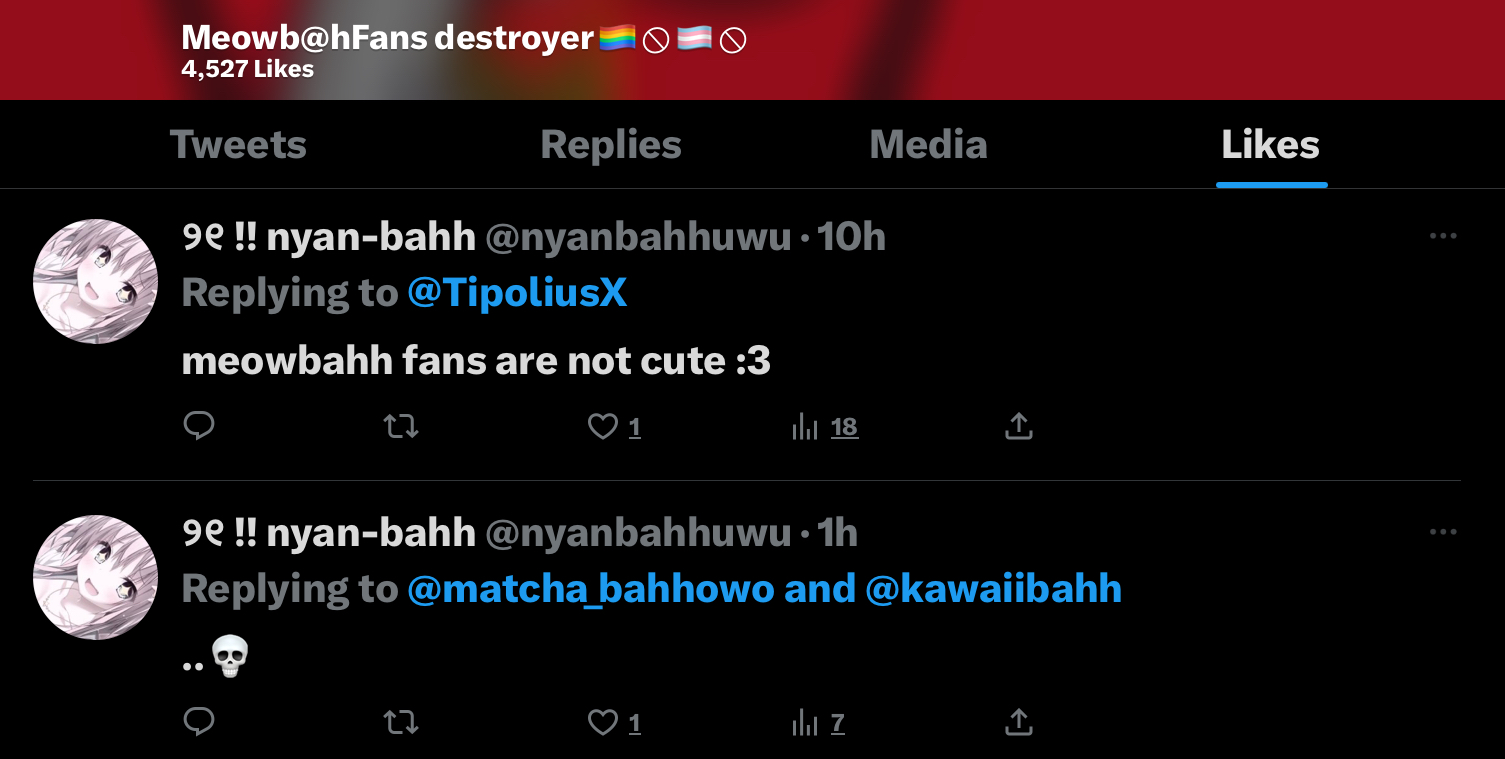 Meowb@hFans destroyer🏳️‍🌈🚫🏳️‍⚧️🚫
4,527 Likes
Tweets Replies Media Likes
୨୧ !! nyan-bahh @nyanbahhuwu · 10h
Replying to @TipoliusX
meowbahh fans are not cute :3
1 18
୨୧ !! nyan-bahh @nyanbahhuwu · 1h
Replying to @matcha_bahhowo and @kawaiibahh
..💀
1 7